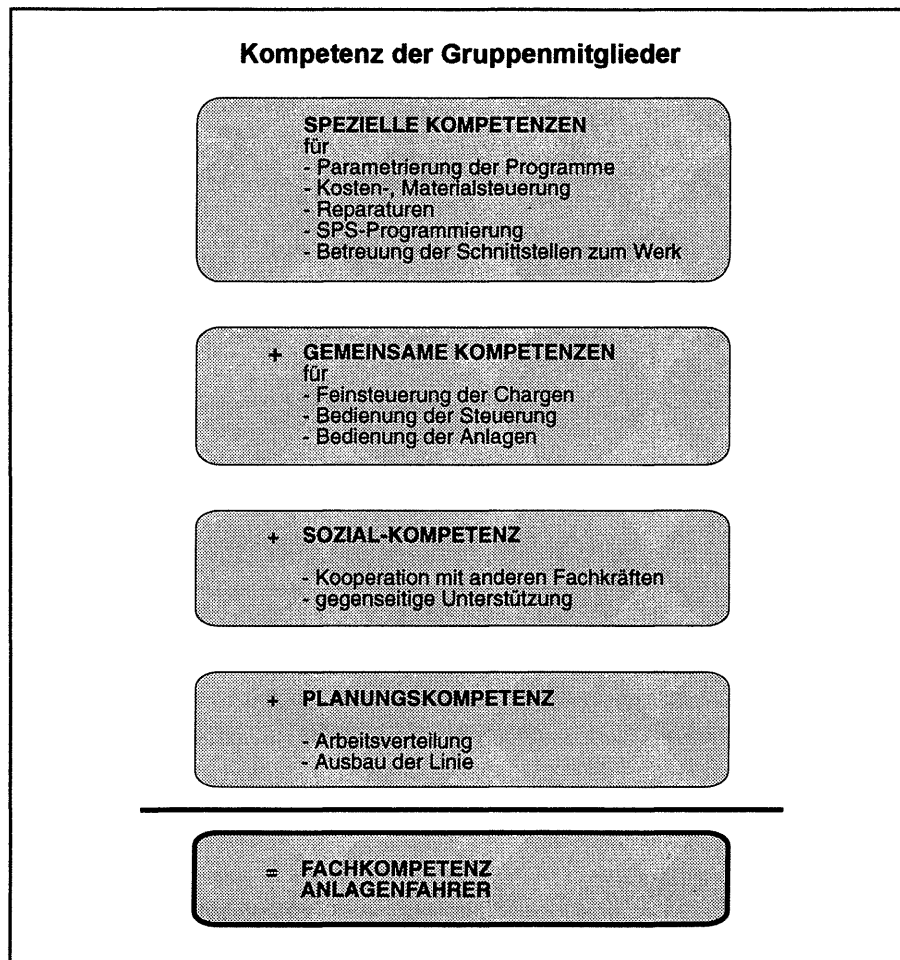 Kompetenz der Gruppenmitglieder
SPEZIELLE KOMPETENZEN
für
- Parametrierung der Programme
- Kosten-, Materialsteuerung
- Reparaturen
- SPS-Programmierung
- Betreuung der Schnittstellen zum Werk
+ GEMEINSAME KOMPETENZEN
für
- Feinsteuerung der Chargen
- Bedienung der Steuerung
- Bedienung der Anlagen
+ SOZIAL-KOMPETENZ
- Kooperation mit anderen Fachkräften
- gegenseitige Unterstützung
+ PLANUNGSKOMPETENZ
- Arbeitsverteilung
- Ausbau der Linie
= FACHKOMPETENZ
ANLAGENFAHRER